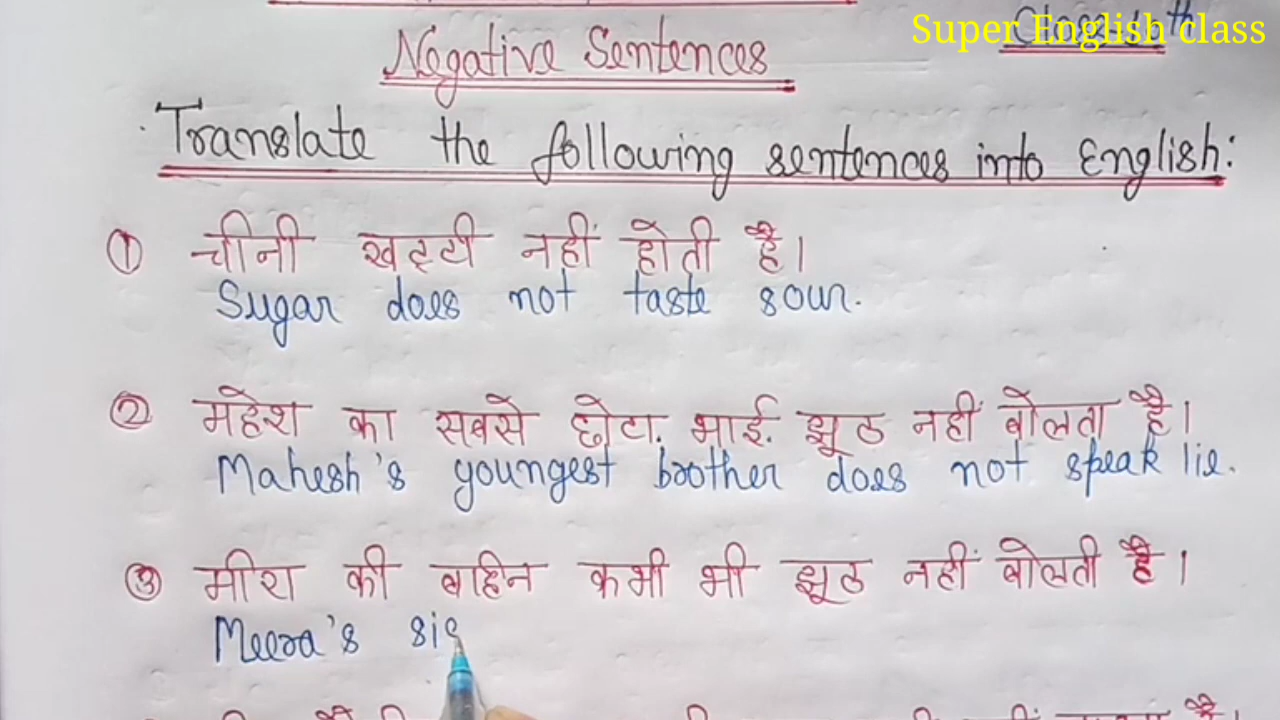 Super English class
Negative Sentences
Translate the following sentences into English:
① चीनी खट्टी नहीं होती है।
Sugar does not taste sour.
② महेश का सबसे छोटा भाई झूठ नहीं बोलता है।
Mahesh's youngest brother does not speak lie.
③ मीरा की बहिन कभी भी झूठ नहीं बोलती है।
Meera's sis